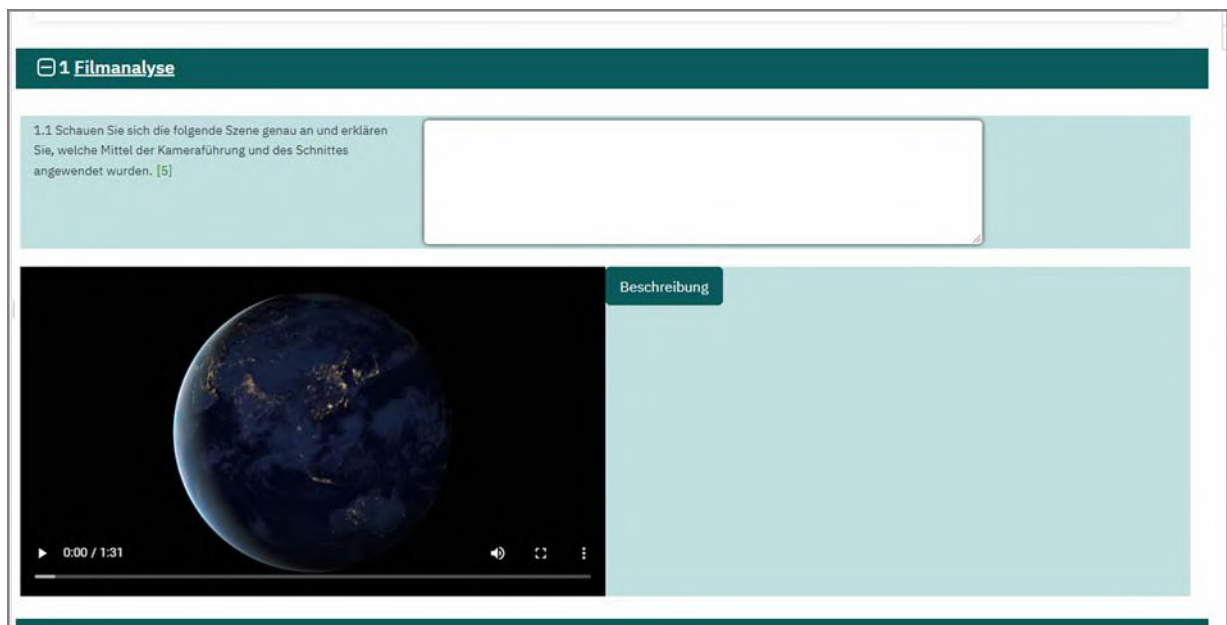 1 Filmanalyse
1.1 Schauen Sie sich die folgende Szene genau an und erklären
Sie, welche Mittel der Kameraführung und des Schnittes
angewendet wurden. [5]
Beschreibung
0:00 / 1:31